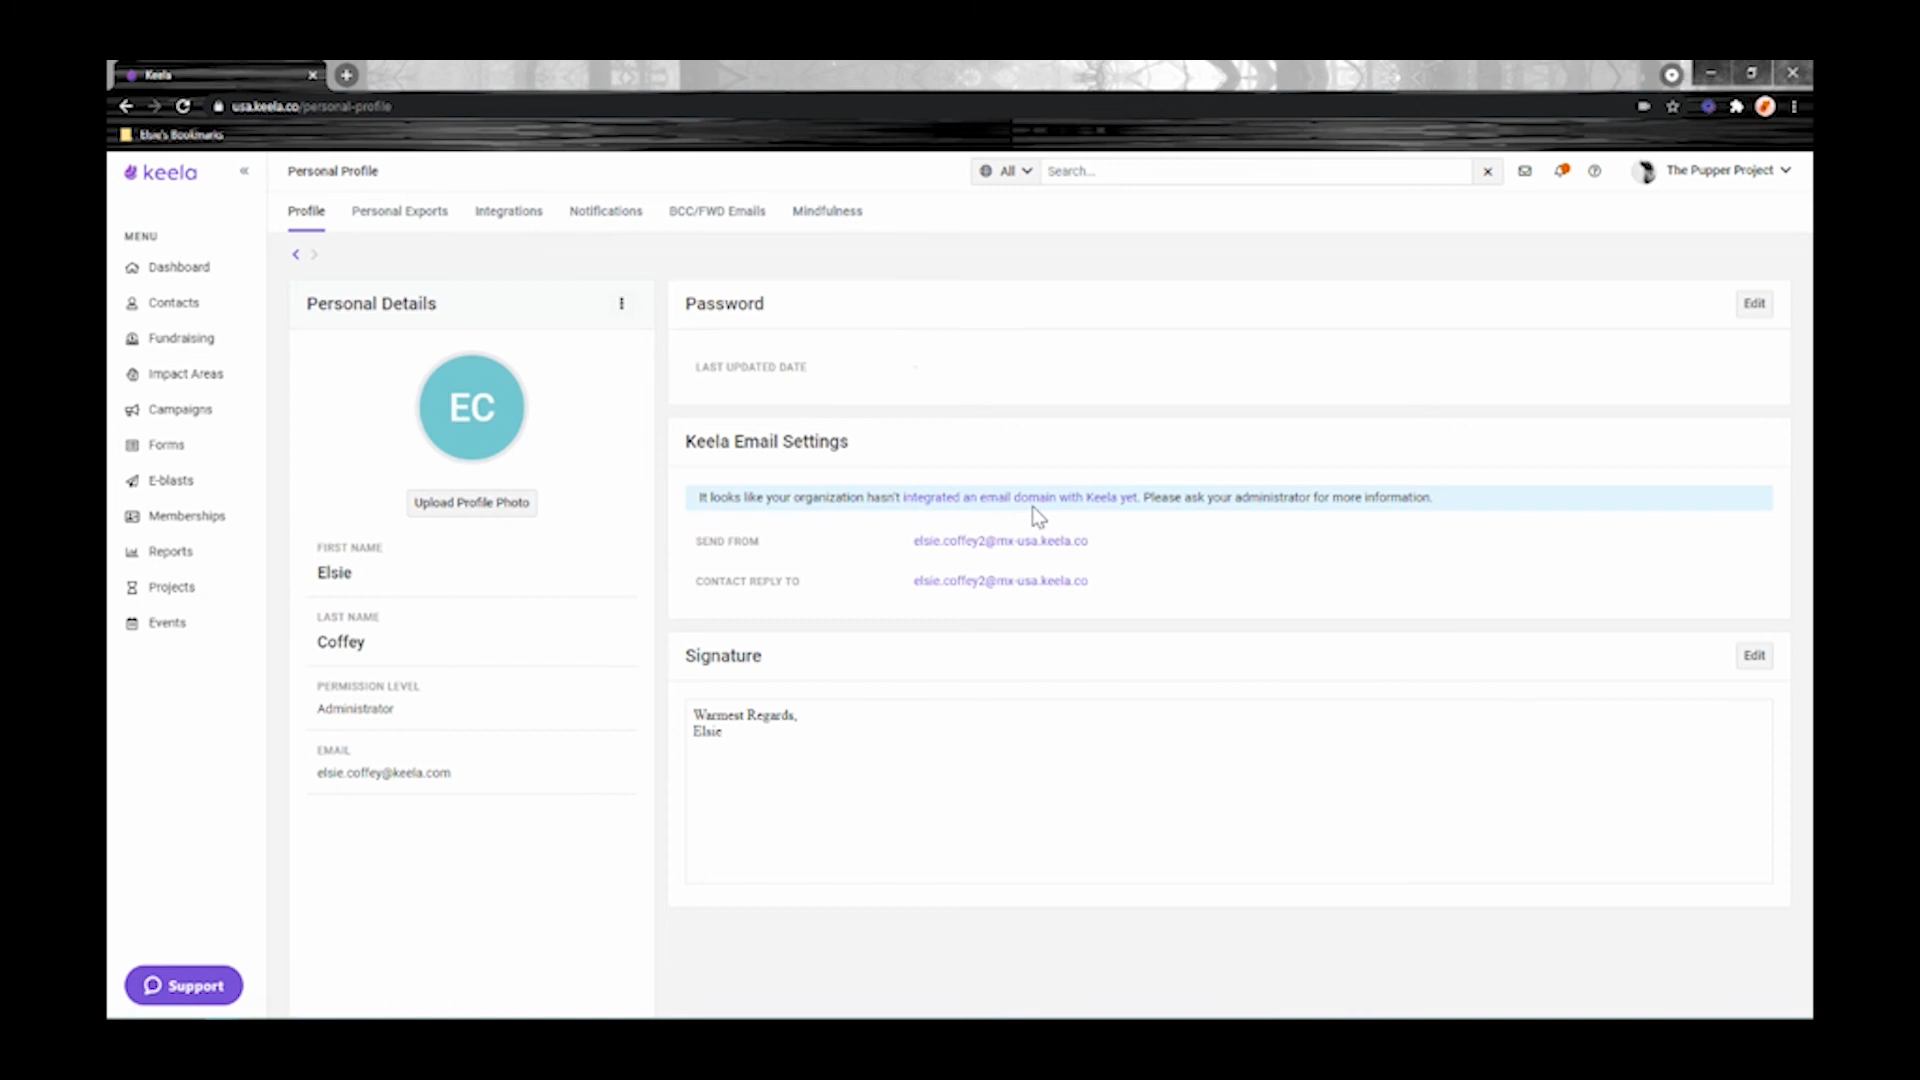 Keela
usa.keela.co/personal-profile
Elsie's Bookmarks
keela
Personal Profile
All
Search...
The Pupper Project
Profile
Personal Exports
Integrations
Notifications
BCC/FWD Emails
Mindfulness
MENU
Dashboard
Contacts
Fundraising
Impact Areas
Campaigns
Forms
E-blasts
Memberships
Reports
Projects
Events
Support
Personal Details
EC
Upload Profile Photo
FIRST NAME
Elsie
LAST NAME
Coffey
PERMISSION LEVEL
Administrator
EMAIL
elsie.coffey@keela.com
Password
Edit
LAST UPDATED DATE
-
Keela Email Settings
It looks like your organization hasn't integrated an email domain with Keela yet. Please ask your administrator for more information.
SEND FROM
elsie.coffey2@mx-usa.keela.co
CONTACT REPLY TO
elsie.coffey2@mx-usa.keela.co
Signature
Edit
Warmest Regards,
Elsie